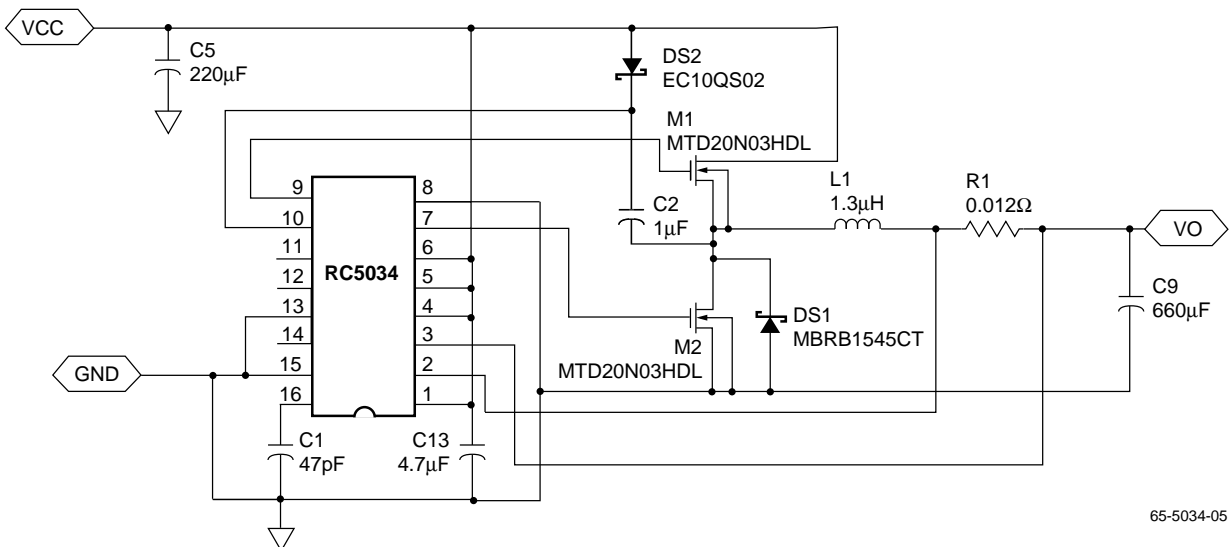 VCC
C5
220μF
DS2
EC10QS02
M1
MTD20N03HDL
L1
1.3μH
R1
0.012Ω
VO
9
10
11
12
13
14
15
16
RC5034
8
7
6
5
4
3
2
1
C2
1μF
DS1
MBRB1545CT
C9
660μF
M2
MTD20N03HDL
GND
C1
47pF
C13
4.7μF
65-5034-05